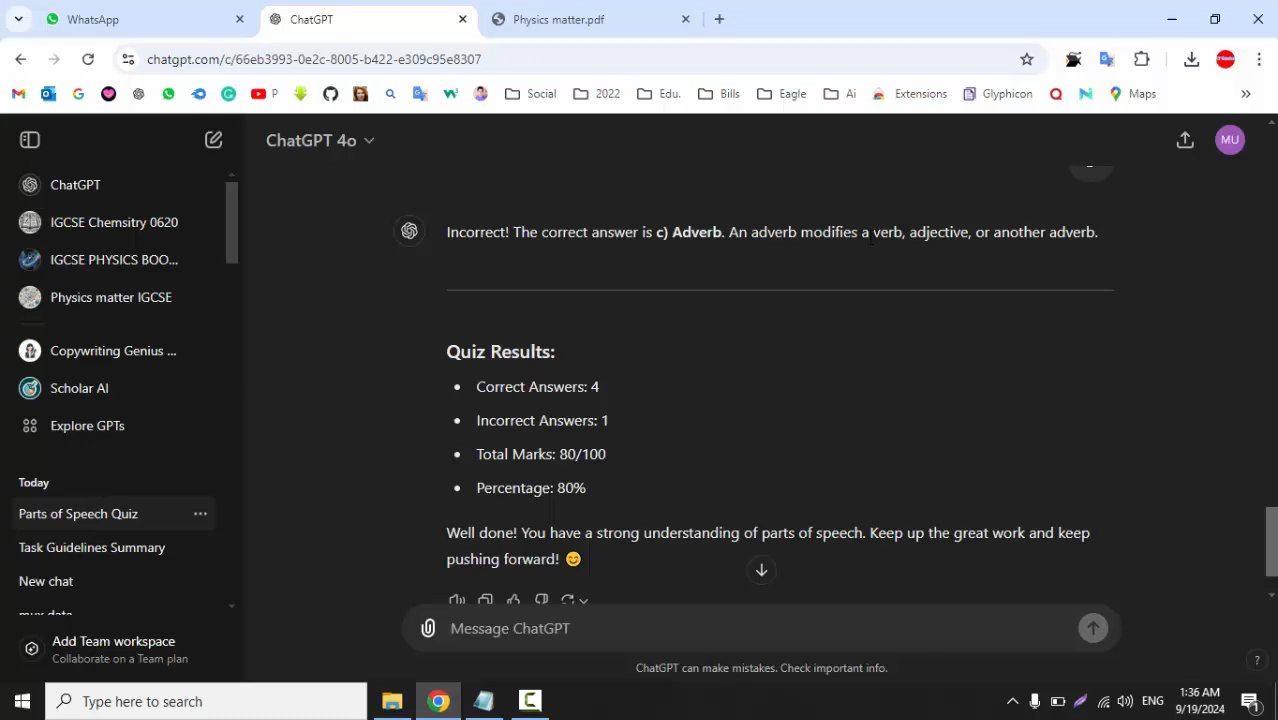 WhatsApp
ChatGPT
Physics matter.pdf
chatgpt.com/c/66eb3993-0e2c-8005-b422-e309c95e8307
P
Social
2022
Edu.
Bills
Eagle
Ai
Extensions
Glyphicon
Maps
ChatGPT 4o
MU
ChatGPT
IGCSE Chemsitry 0620
IGCSE PHYSICS BOO...
Physics matter IGCSE
Copywriting Genius ...
Scholar AI
Explore GPTs
Today
Parts of Speech Quiz
Task Guidelines Summary
New chat
mux data
Add Team workspace
Collaborate on a Team plan
Incorrect! The correct answer is c) Adverb. An adverb modifies a verb, adjective, or another adverb.
Quiz Results:
Correct Answers: 4
Incorrect Answers: 1
Total Marks: 80/100
Percentage: 80%
Well done! You have a strong understanding of parts of speech. Keep up the great work and keep
pushing forward! 😊
Message ChatGPT
ChatGPT can make mistakes. Check important info.
?
Type here to search
ENG
1:36 AM
9/19/2024
1